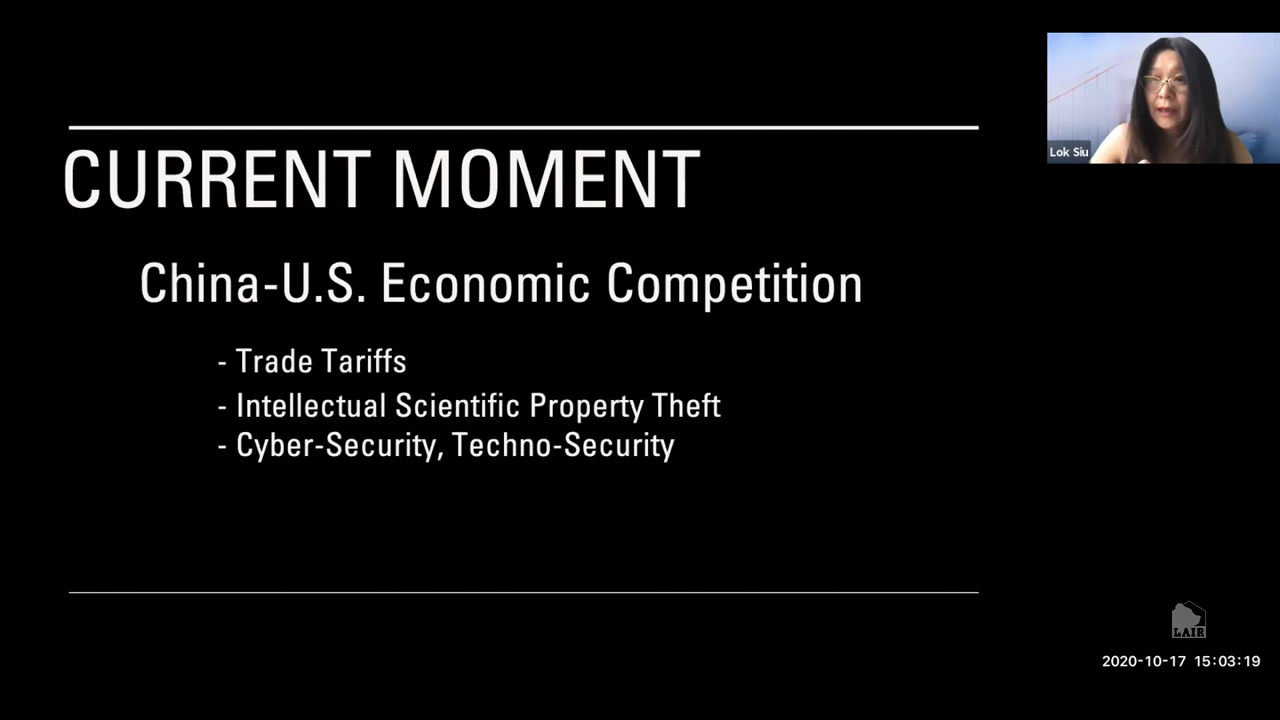 CURRENT MOMENT
China-U.S. Economic Competition
- Trade Tariffs
- Intellectual Scientific Property Theft
- Cyber-Security, Techno-Security
Lok Siu
LAIR
2020-10-17 15:03:19